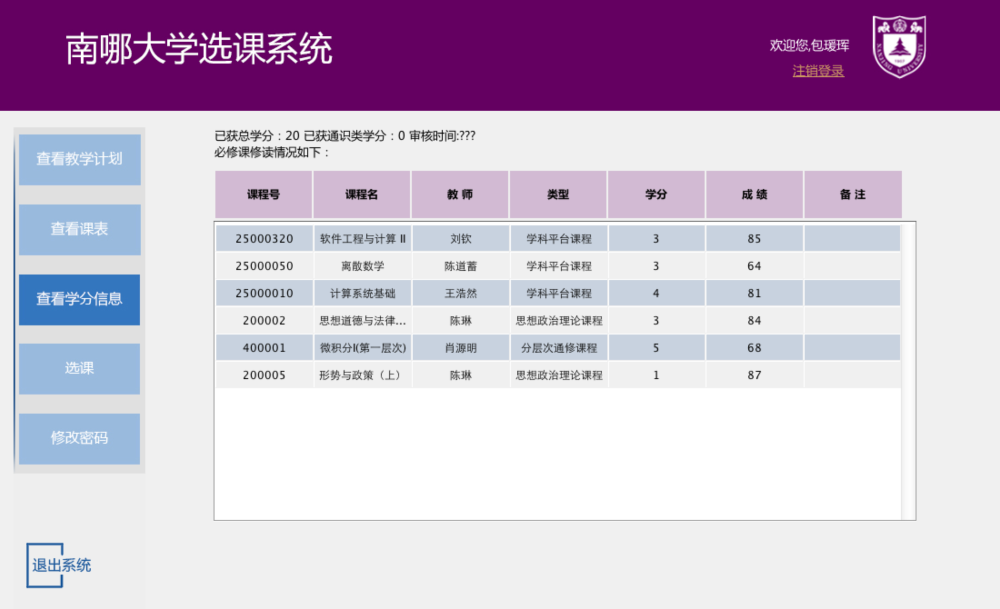 南哪大学选课系统
欢迎您,包瑗珲
注销登录
NANJING UNIVERSITY
1902
查看教学计划
查看课表
查看学分信息
选课
修改密码
退出系统
已获总学分：20 已获通识类学分：0 审核时间:???
必修课修读情况如下：
课程号 课程名 教 师 类型 学分 成 绩 备 注
25000320 软件工程与计算 II 刘钦 学科平台课程 3 85
25000050 离散数学 陈道蓄 学科平台课程 3 64
25000010 计算系统基础 王浩然 学科平台课程 4 81
200002 思想道德与法律... 陈琳 思想政治理论课程 3 84
400001 微积分I(第一层次) 肖源明 分层次通修课程 5 68
200005 形势与政策（上） 陈琳 思想政治理论课程 1 87